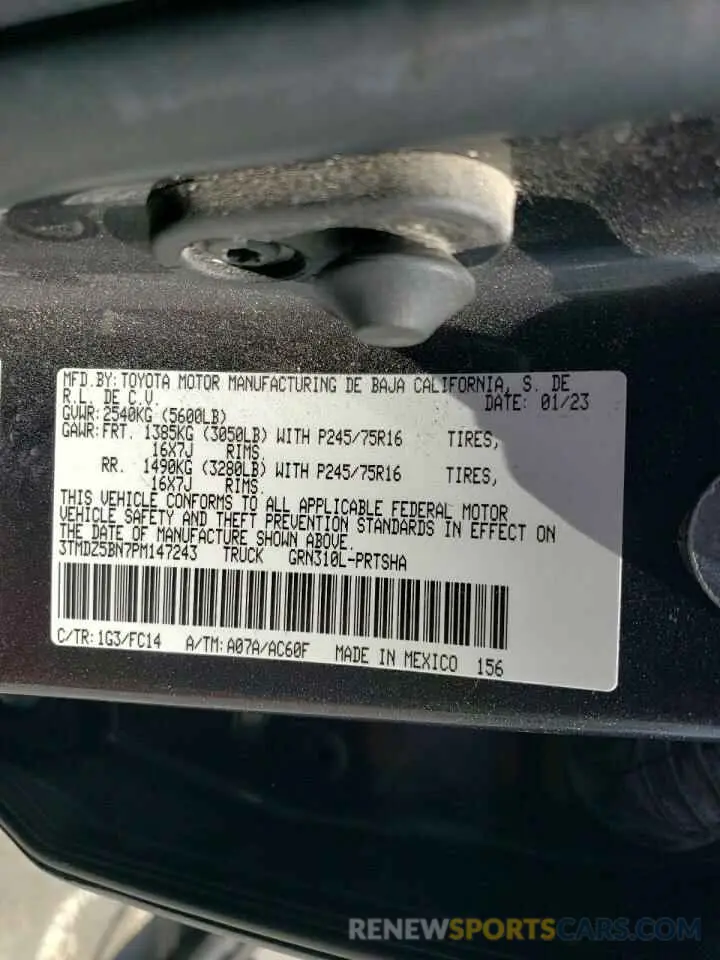 MFD.BY:TOYOTA MOTOR MANUFACTURING DE BAJA CALIFORNIA, S. DE
R.L. DE C.V. DATE: 01/23
GVWR:2540KG (5600LB)
GAWR:FRT. 1385KG (3050LB) WITH P245/75R16 TIRES,
16X7J RIMS,
RR. 1490KG (3280LB) WITH P245/75R16 TIRES,
16X7J RIMS,
THIS VEHICLE CONFORMS TO ALL APPLICABLE FEDERAL MOTOR
VEHICLE SAFETY AND THEFT PREVENTION STANDARDS IN EFFECT ON
THE DATE OF MANUFACTURE SHOWN ABOVE.
3TMDZ5BN7PM147243 TRUCK GRN310L-PRTSHA
C/TR:1G3/FC14 A/TM:A07A/AC60F MADE IN MEXICO 156
RENEWSPORTSCARS.COM